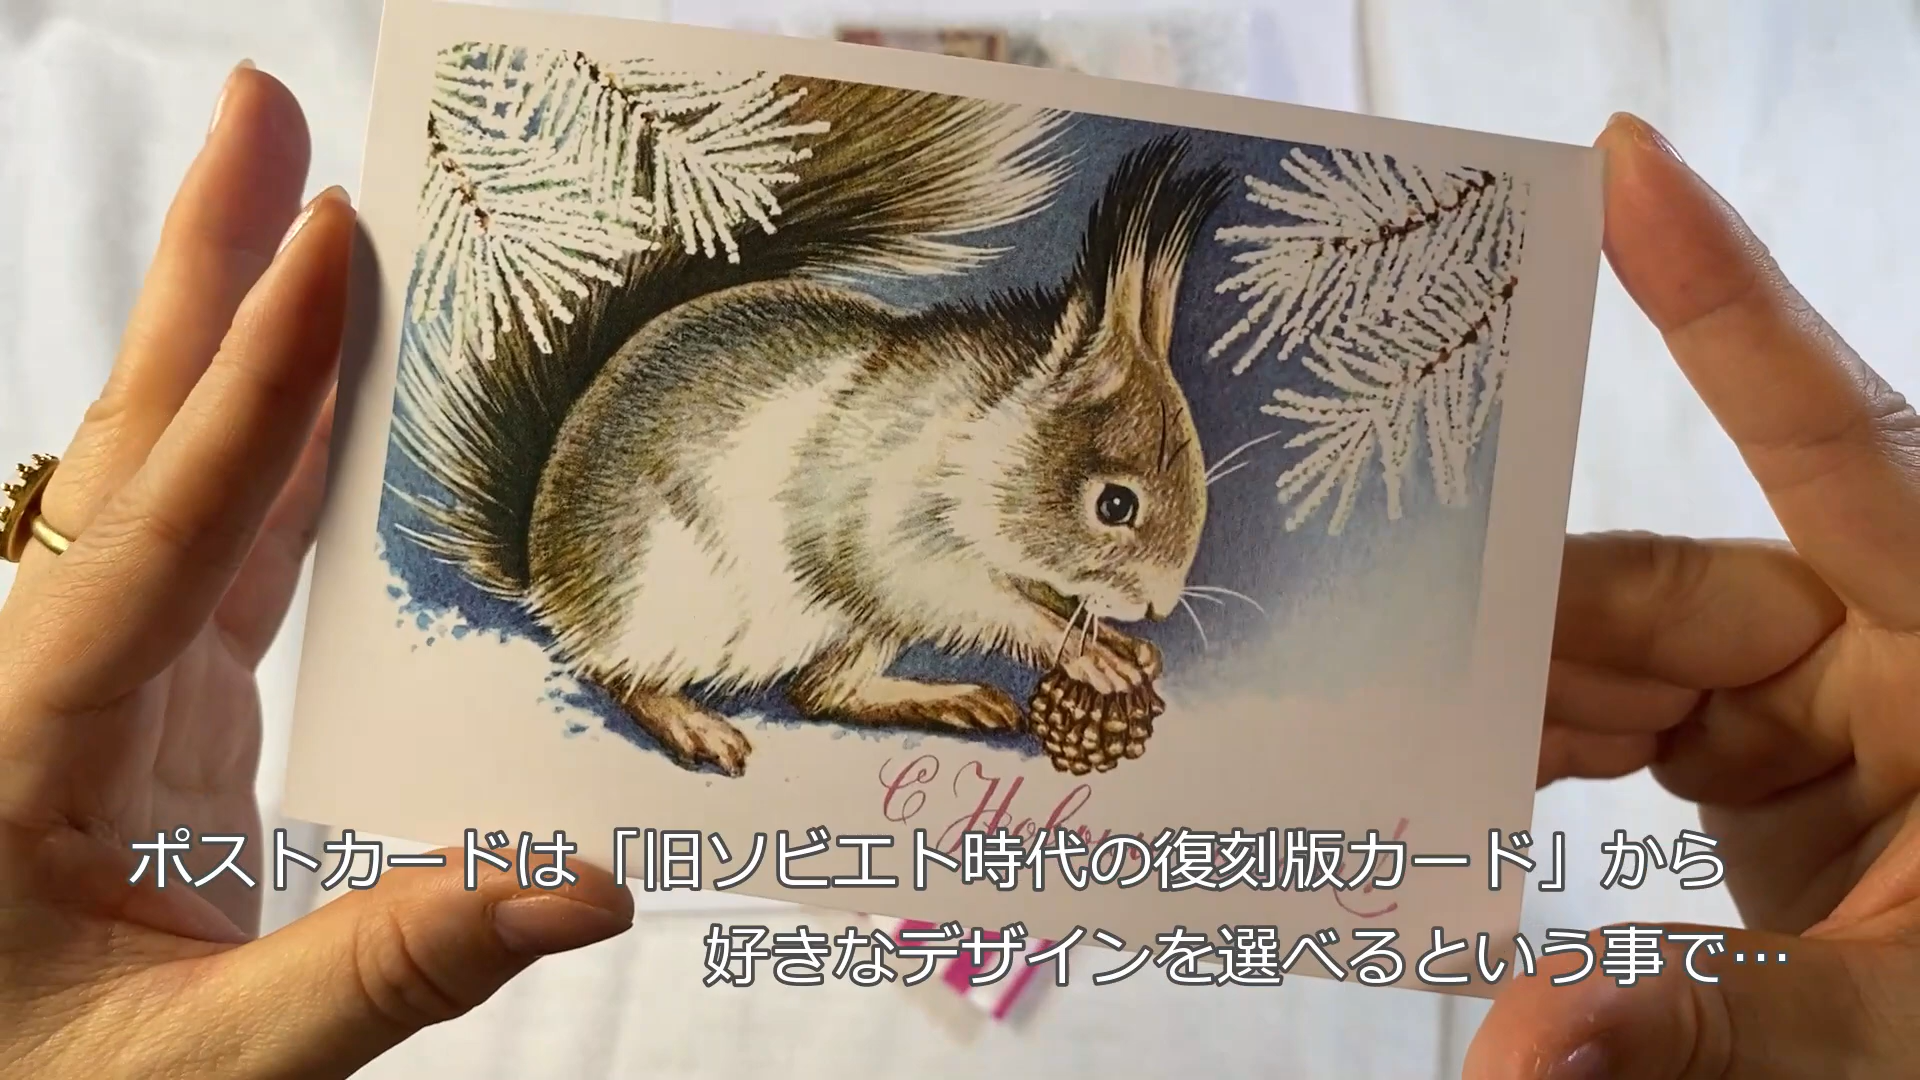 С Новым
ポストカードは「旧ソビエト時代の復刻版カード」から
好きなデザインを選べるという事で…